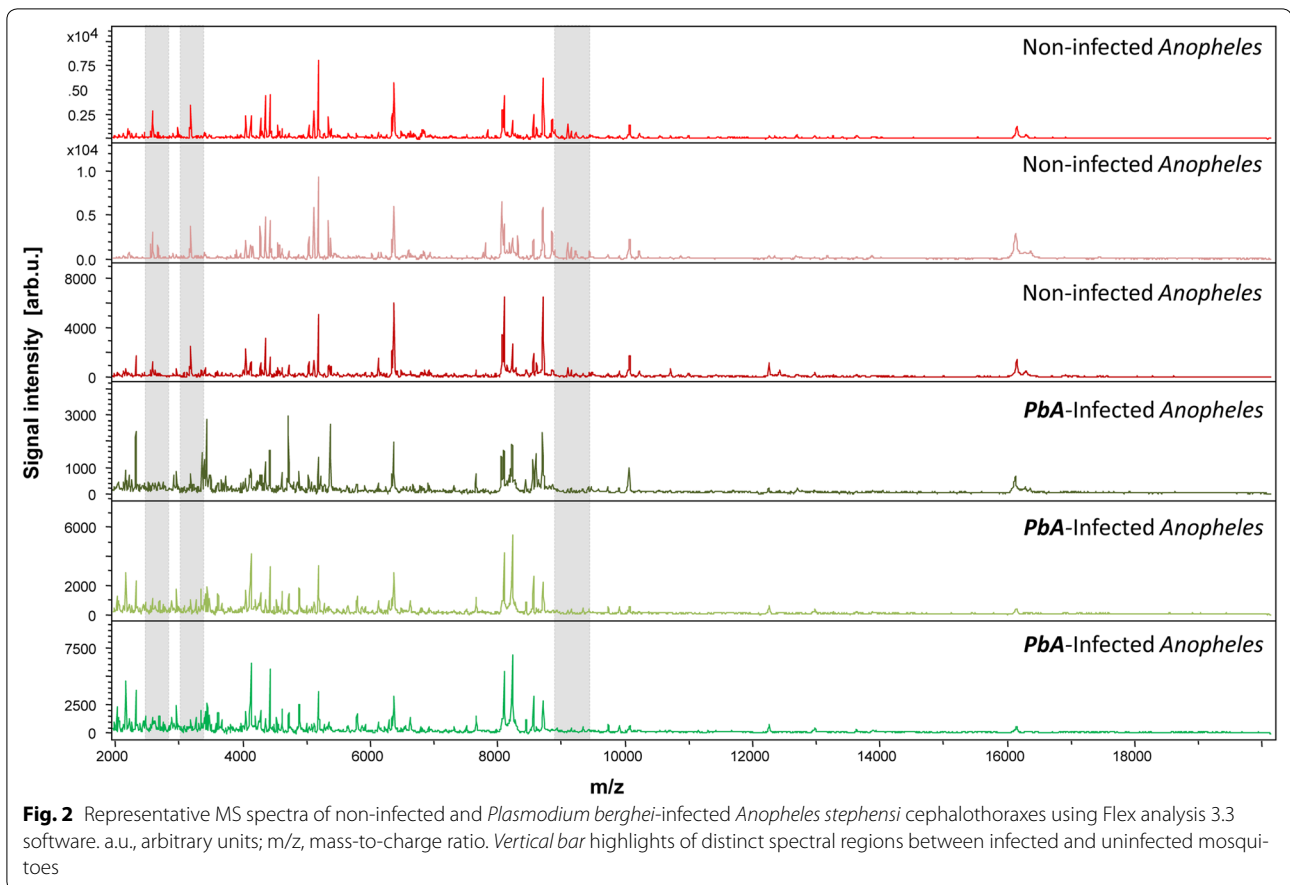 x10⁴
Non-infected Anopheles
0.75
.50
0.25
x10⁴
Non-infected Anopheles
1.0
0.5
0.0
8000
Non-infected Anopheles
4000
0
Signal intensity [arb.u.]
PbA-Infected Anopheles
3000
1000
0
PbA-Infected Anopheles
6000
2000
0
PbA-Infected Anopheles
7500
2500
0
2000 4000 6000 8000 10000 12000 14000 16000 18000
m/z
Fig. 2 Representative MS spectra of non-infected and Plasmodium berghei-infected Anopheles stephensi cephalothoraxes using Flex analysis 3.3
software. a.u., arbitrary units; m/z, mass-to-charge ratio. Vertical bar highlights of distinct spectral regions between infected and uninfected mosqui-
toes